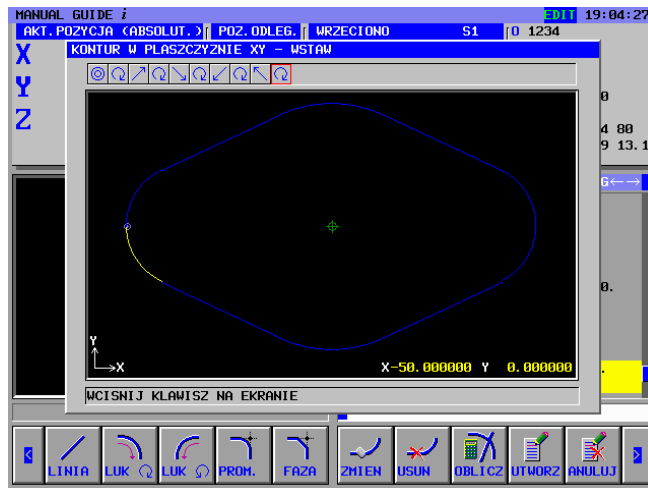 MANUAL GUIDE i EDIT 19:04:27
AKT.POZYCJA (ABSOLUT.) POZ.ODLEG. WRZECIONO S1 O 1234
KONTUR W PLASZCZYZNIE XY - WSTAW
X
Y
Z
0
4 80
9 13.1
G←→
0.
.
Y
X
X-50.000000 Y 0.000000
WCISNIJ KLAWISZ NA EKRANIE
LINIA LUK LUK PROM. FAZA ZMIEN USUN OBLICZ UTWORZ ANULUJ